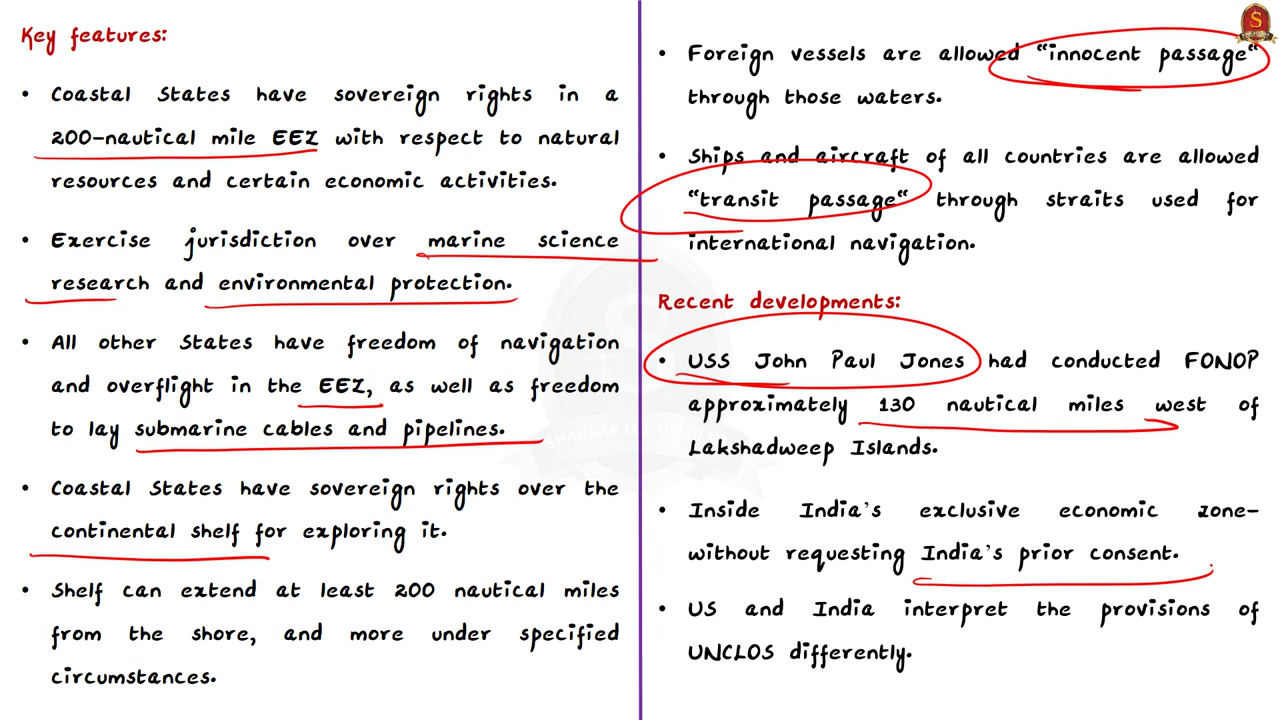 Key features:
• Coastal States have sovereign rights in a
200-nautical mile EEZ with respect to natural
resources and certain economic activities.
• Exercise jurisdiction over marine science
research and environmental protection.
• All other States have freedom of navigation
and overflight in the EEZ, as well as freedom
to lay submarine cables and pipelines.
• Coastal States have sovereign rights over the
continental shelf for exploring it.
• Shelf can extend at least 200 nautical miles
from the shore, and more under specified
circumstances.
• Foreign vessels are allowed "innocent passage"
through those waters.
• Ships and aircraft of all countries are allowed
"transit passage" through straits used for
international navigation.
Recent developments:
• USS John Paul Jones had conducted FONOP
approximately 130 nautical miles west of
Lakshadweep Islands.
• Inside India's exclusive economic zone-
without requesting India's prior consent.
• US and India interpret the provisions of
UNCLOS differently.